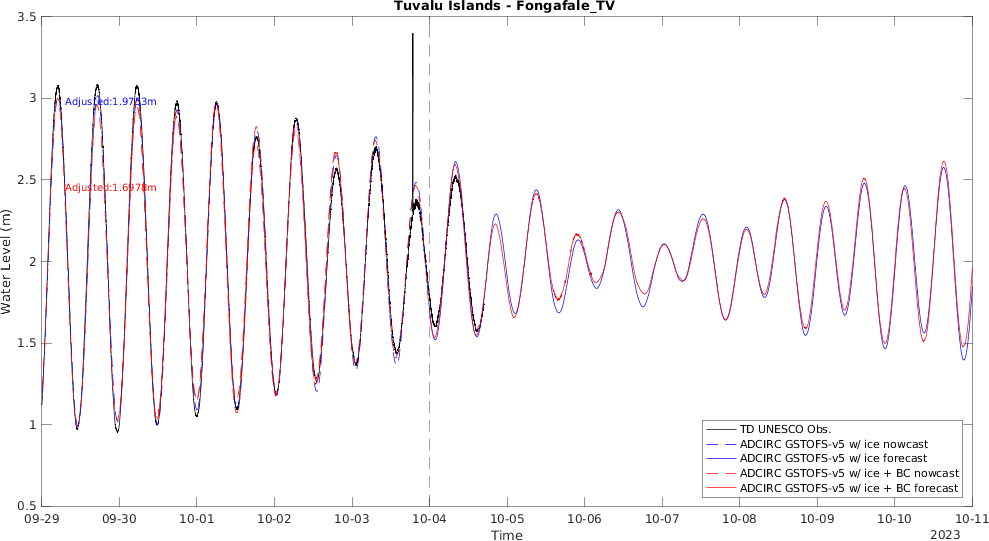 Tuvalu Islands - Fongafale_TV
3.5
3
2.5
2
1.5
1
0.5
Water Level (m)
Adjusted:1.9753m
Adjusted:1.6978m
TD UNESCO Obs.
ADCIRC GSTOFS-v5 w/ ice nowcast
ADCIRC GSTOFS-v5 w/ ice forecast
ADCIRC GSTOFS-v5 w/ ice + BC nowcast
ADCIRC GSTOFS-v5 w/ ice + BC forecast
09-29 09-30 10-01 10-02 10-03 10-04 10-05 10-06 10-07 10-08 10-09 10-10 10-11
Time
2023